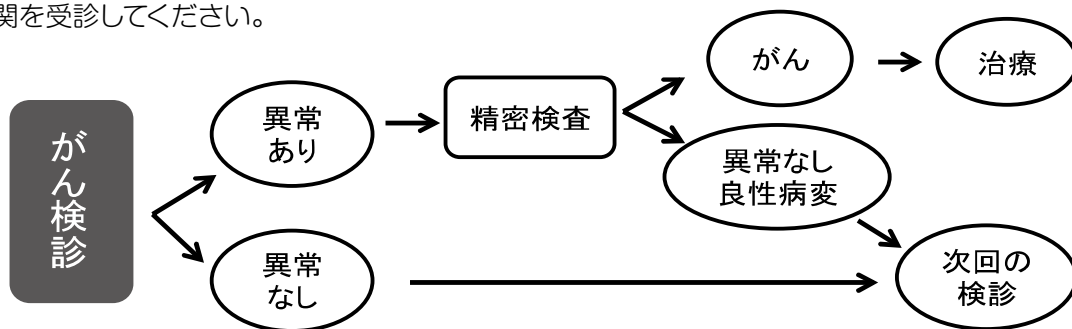 関を受診してください。
がん検診
異常
あり
精密検査
がん
治療
異常なし
良性病変
異常
なし
次回の
検診